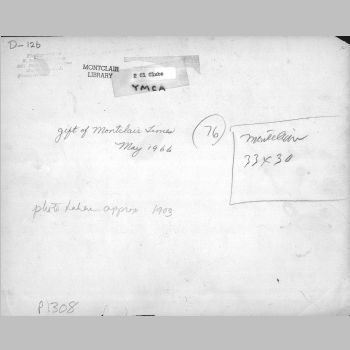 D-126
MONTCLAIR
LIBRARY
YMCA
gift of Montclair Times
May 1966
76
Montclair
33 x 30
photo taken approx 1903
P1308